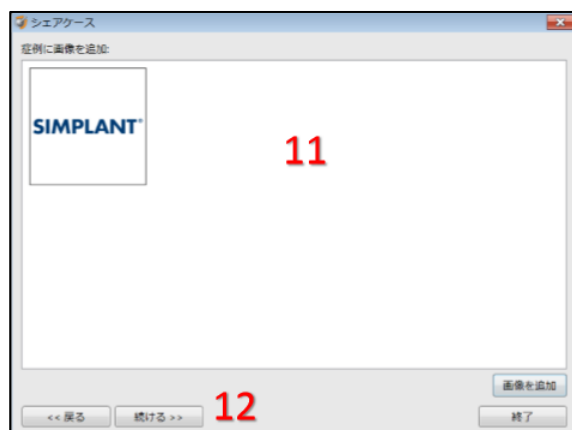 シェアケース
症例に画像を追加:
SIMPLANT®
11
画像を追加
<< 戻る
続ける >>
12
終了